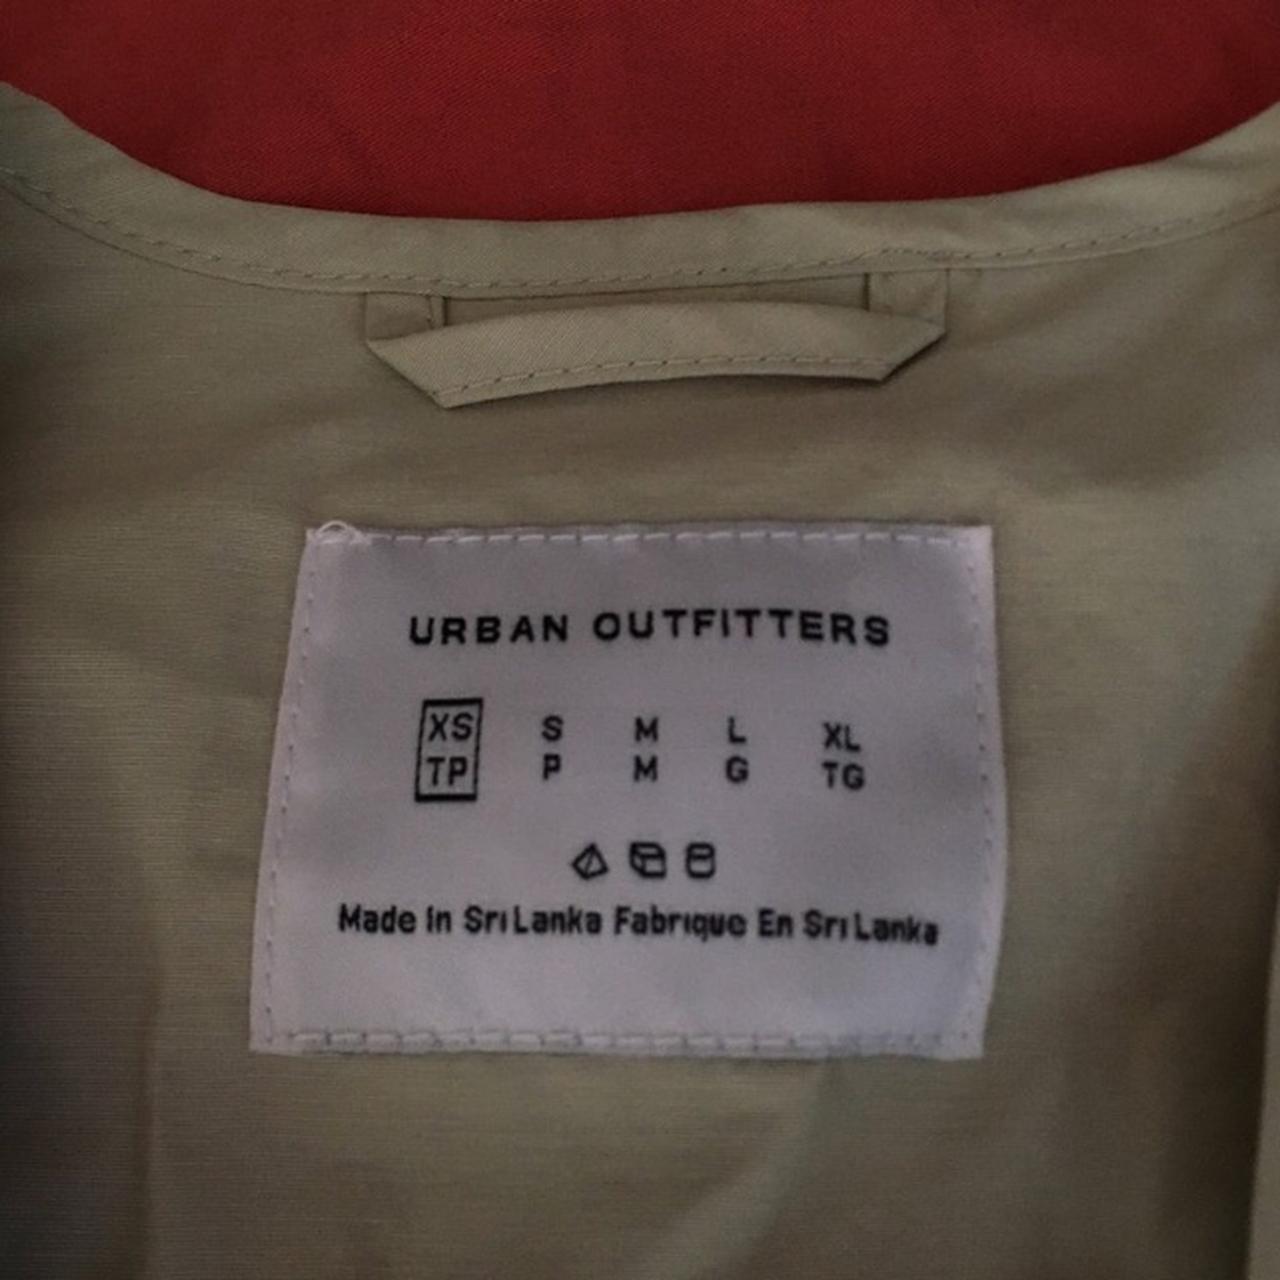 URBAN OUTFITTERS
XS S M L XL
TP P M G TG
Made in Sri Lanka Fabrique En Sri Lanka